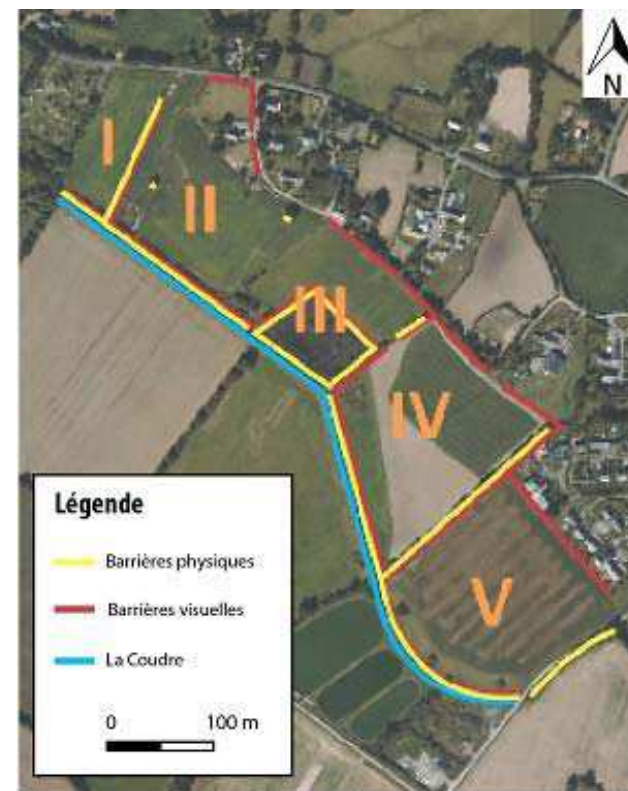 N
I
II
III
IV
V
Légende
Barrières physiques
Barrières visuelles
La Coudre
0 100 m